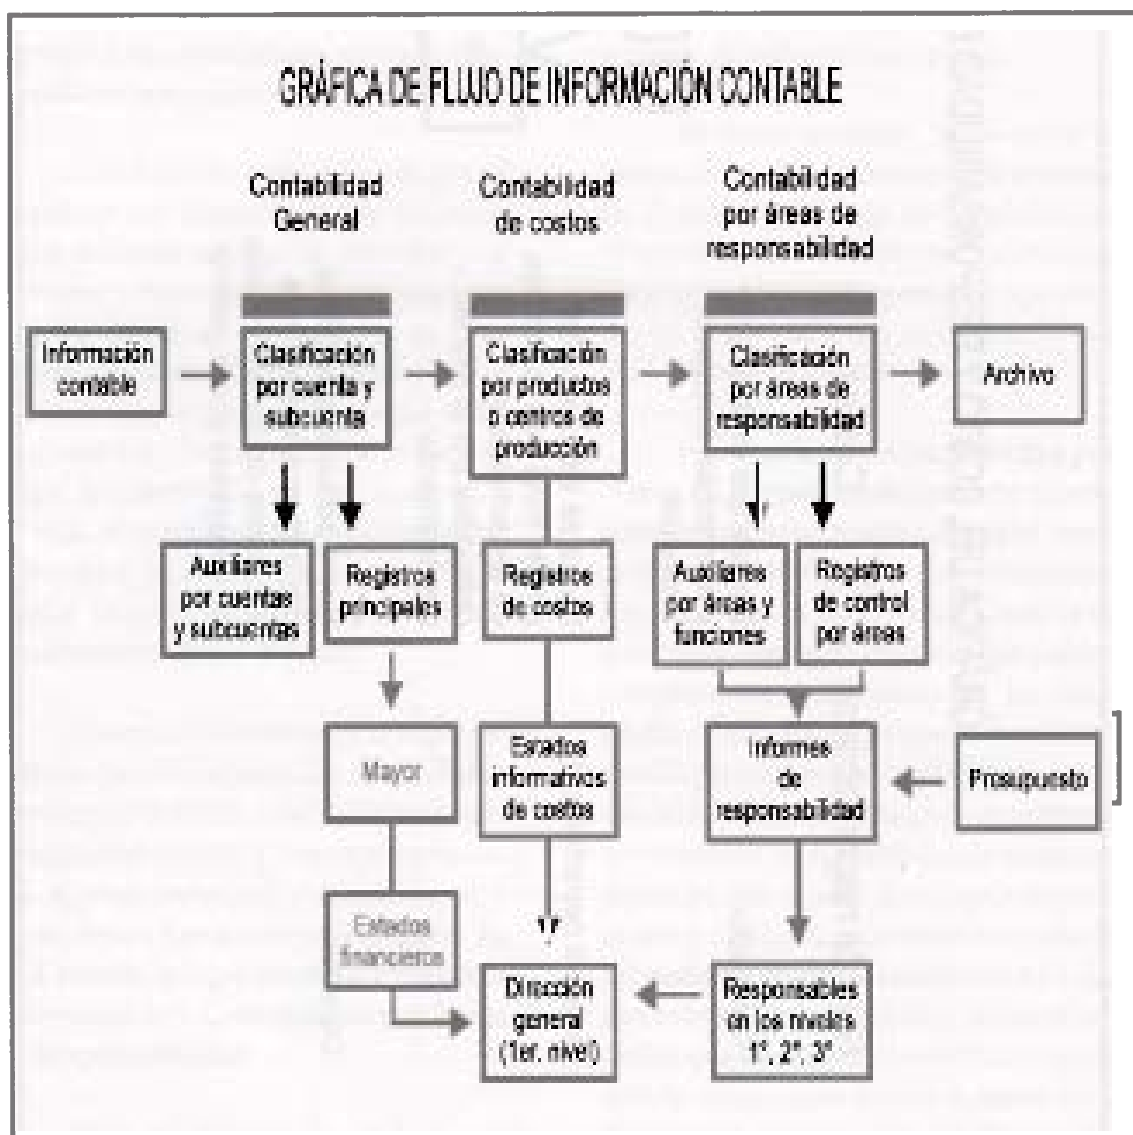 GRÁFICA DE FLUJO DE INFORMACIÓN CONTABLE
Contabilidad
General
Contabilidad
de costos
Contabilidad
por áreas de
responsabilidad
Información
contable
Clasificación
por cuenta y
subcuenta
Clasificación
por productos
o centros de
producción
Clasificación
por áreas de
responsabilidad
Archivo
Auxiliares
por cuentas
y subcuentas
Registros
principales
Registros
de costos
Auxiliares
por áreas y
funciones
Registros
de control
por áreas
Mayor
Estados
informativos
de costos
Informes
de
responsabilidad
Prosupuesto
Estados
financieros
Dirección
general
(1er. nivel)
Responsables
en los niveles
1°, 2°, 3°